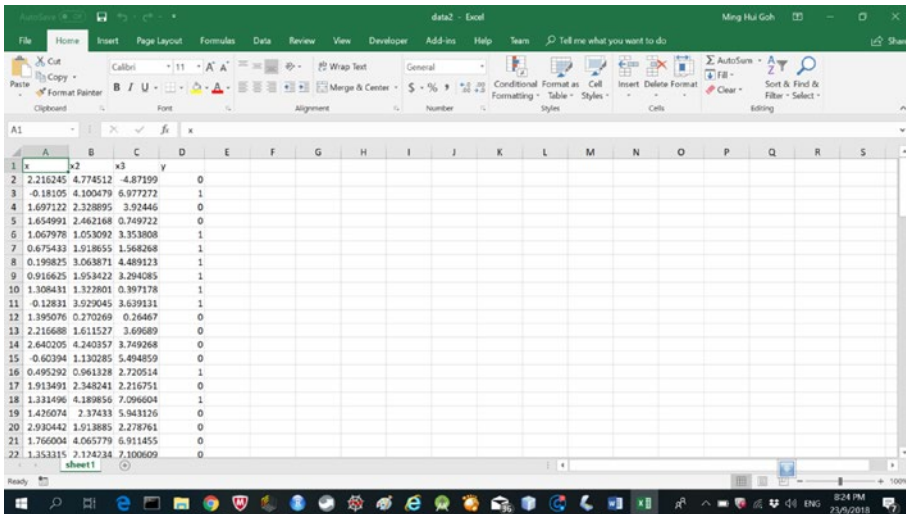 AutoSave Off data2 - Excel Ming Hui Goh
File Home Insert Page Layout Formulas Data Review View Developer Add-ins Help Team Tell me what you want to do Share
Paste Cut Copy Format Painter Clipboard
Calibri 11 A A B I U A Font
Wrap Text Merge & Center Alignment
General $ % , Number
Conditional Formatting Format as Table Cell Styles Styles
Insert Delete Format Cells
AutoSum Fill Clear Sort & Filter Find & Select Editing
A1 fx x
A B C D E F G H I J K L M N O P Q R S
1 x x2 x3 y
2 2.216245 4.774512 -4.87199 0
3 -0.18105 4.100479 6.977272 1
4 1.697122 2.328895 3.92446 0
5 1.654991 2.462168 0.749722 0
6 1.067978 1.053092 3.353808 1
7 0.675433 1.918655 1.568268 1
8 0.199825 3.063871 4.489123 1
9 0.916625 1.953422 3.294085 1
10 1.308431 1.322801 0.397178 1
11 -0.12831 3.929045 3.639131 1
12 1.395076 0.270269 0.26467 0
13 2.216688 1.611527 3.69689 0
14 2.640205 4.240357 3.749268 0
15 -0.60394 1.130285 5.494859 0
16 0.495292 0.961328 2.720514 1
17 1.913491 2.348241 2.216751 0
18 1.331496 4.189856 7.096604 1
19 1.426074 2.37433 5.943126 0
20 2.930442 1.913885 2.278761 0
21 1.766004 4.065779 6.911455 0
22 1.353315 2.124234 7.100609 0
sheet1
Ready 100%
ENG 8:24 PM
23/9/2018